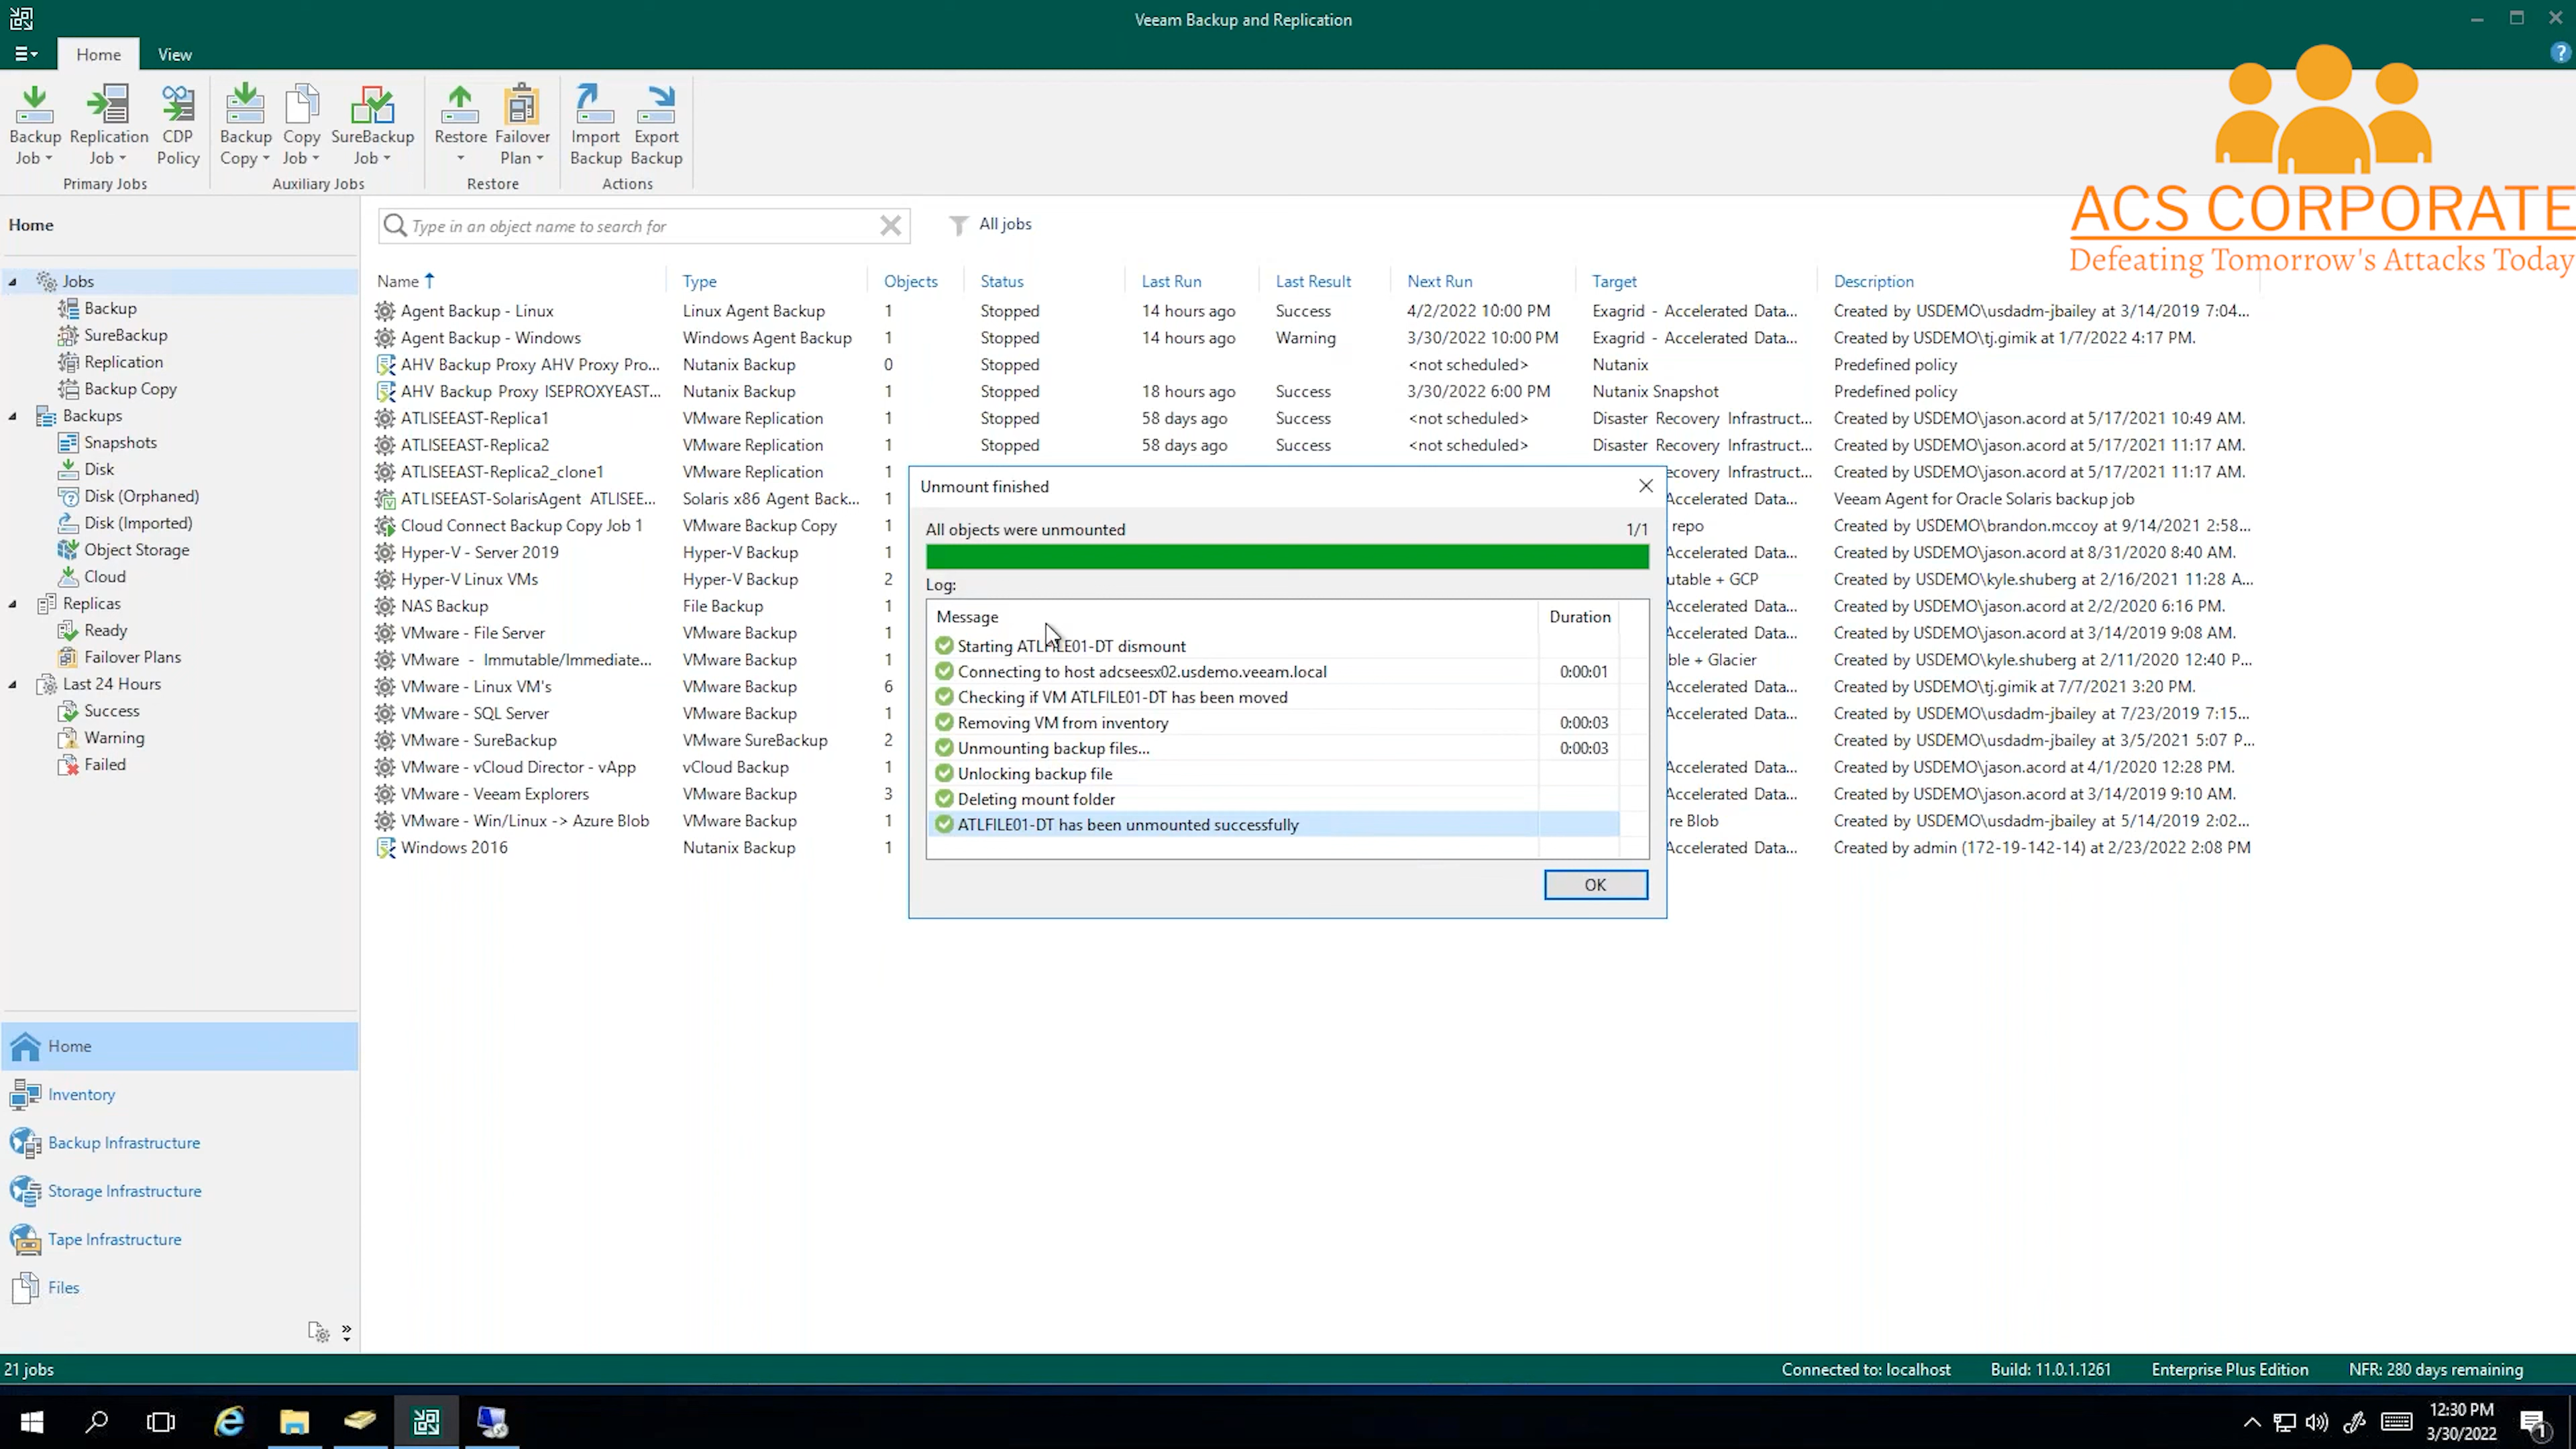 Veeam Backup and Replication
Home View
?
Backup Job
Replication Job
CDP Policy
Primary Jobs
Backup Copy
Copy Job
SureBackup Job
Auxiliary Jobs
Restore
Failover Plan
Restore
Import Backup
Export Backup
Actions
ACS CORPORATE
Defeating Tomorrow's Attacks Today
Home
Type in an object name to search for
All jobs
Jobs
Backup
SureBackup
Replication
Backup Copy
Backups
Snapshots
Disk
Disk (Orphaned)
Disk (Imported)
Object Storage
Cloud
Replicas
Ready
Failover Plans
Last 24 Hours
Success
Warning
Failed
Home
Inventory
Backup Infrastructure
Storage Infrastructure
Tape Infrastructure
Files
Name Type Objects Status Last Run Last Result Next Run Target Description
Agent Backup - Linux Linux Agent Backup 1 Stopped 14 hours ago Success 4/2/2022 10:00 PM Exagrid - Accelerated Data... Created by USDEMO\usdadm-jbailey at 3/14/2019 7:04...
Agent Backup - Windows Windows Agent Backup 1 Stopped 14 hours ago Warning 3/30/2022 10:00 PM Exagrid - Accelerated Data... Created by USDEMO\tj.gimik at 1/7/2022 4:17 PM.
AHV Backup Proxy AHV Proxy Pro... Nutanix Backup 0 Stopped <not scheduled> Nutanix Predefined policy
AHV Backup Proxy ISEPROXYEAST... Nutanix Backup 1 Stopped 18 hours ago Success 3/30/2022 6:00 PM Nutanix Snapshot Predefined policy
ATLISEEAST-Replica1 VMware Replication 1 Stopped 58 days ago Success <not scheduled> Disaster Recovery Infrastruct... Created by USDEMO\jason.acord at 5/17/2021 10:49 AM.
ATLISEEAST-Replica2 VMware Replication 1 Stopped 58 days ago Success <not scheduled> Disaster Recovery Infrastruct... Created by USDEMO\jason.acord at 5/17/2021 11:17 AM.
ATLISEEAST-Replica2_clone1 VMware Replication 1 ecovery Infrastruct... Created by USDEMO\jason.acord at 5/17/2021 11:17 AM.
ATLISEEAST-SolarisAgent ATLISEE... Solaris x86 Agent Back... 1 Accelerated Data... Veeam Agent for Oracle Solaris backup job
Cloud Connect Backup Copy Job 1 VMware Backup Copy 1 repo Created by USDEMO\brandon.mccoy at 9/14/2021 2:58...
Hyper-V - Server 2019 Hyper-V Backup 1 Accelerated Data... Created by USDEMO\jason.acord at 8/31/2020 8:40 AM.
Hyper-V Linux VMs Hyper-V Backup 2 utable + GCP Created by USDEMO\kyle.shuberg at 2/16/2021 11:28 A...
NAS Backup File Backup 1 Accelerated Data... Created by USDEMO\jason.acord at 2/2/2020 6:16 PM.
VMware - File Server VMware Backup 1 Accelerated Data... Created by USDEMO\jason.acord at 3/14/2019 9:08 AM.
VMware - Immutable/Immediate... VMware Backup 1 ble + Glacier Created by USDEMO\kyle.shuberg at 2/11/2020 12:40 P...
VMware - Linux VM's VMware Backup 6 Accelerated Data... Created by USDEMO\tj.gimik at 7/7/2021 3:20 PM.
VMware - SQL Server VMware Backup 1 Accelerated Data... Created by USDEMO\usdadm-jbailey at 7/23/2019 7:15...
VMware - SureBackup VMware SureBackup 2 Created by USDEMO\usdadm-jbailey at 3/5/2021 5:07 P...
VMware - vCloud Director - vApp vCloud Backup 1 Accelerated Data... Created by USDEMO\jason.acord at 4/1/2020 12:28 PM.
VMware - Veeam Explorers VMware Backup 3 Accelerated Data... Created by USDEMO\jason.acord at 3/14/2019 9:10 AM.
VMware - Win/Linux -> Azure Blob VMware Backup 1 re Blob Created by USDEMO\usdadm-jbailey at 5/14/2019 2:02...
Windows 2016 Nutanix Backup 1 Accelerated Data... Created by admin (172-19-142-14) at 2/23/2022 2:08 PM
Unmount finished
All objects were unmounted 1/1
Log:
Message Duration
Starting ATLFILE01-DT dismount
Connecting to host adcseesx02.usdemo.veeam.local 0:00:01
Checking if VM ATLFILE01-DT has been moved
Removing VM from inventory 0:00:03
Unmounting backup files... 0:00:03
Unlocking backup file
Deleting mount folder
ATLFILE01-DT has been unmounted successfully
OK
21 jobs Connected to: localhost Build: 11.0.1.1261 Enterprise Plus Edition NFR: 280 days remaining
12:30 PM
3/30/2022
1